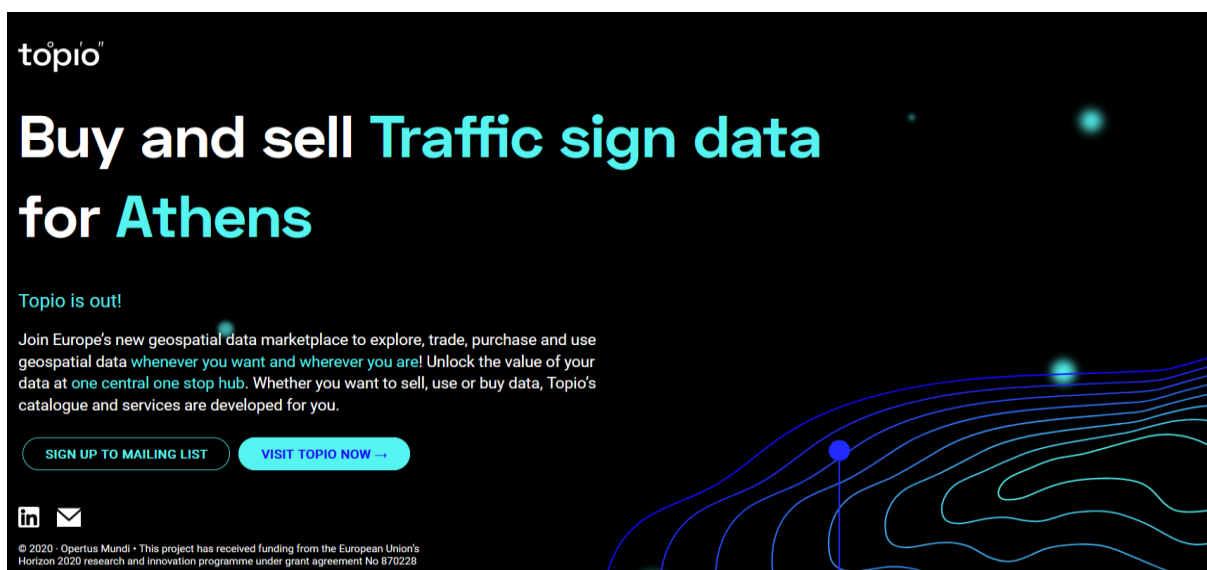 topio
Buy and sell Traffic sign data
for Athens
Topio is out!
Join Europe's new geospatial data marketplace to explore, trade, purchase and use
geospatial data whenever you want and wherever you are! Unlock the value of your
data at one central one stop hub. Whether you want to sell, use or buy data, Topio's
catalogue and services are developed for you.
SIGN UP TO MAILING LIST
VISIT TOPIO NOW →
in
© 2020 · Opertus Mundi • This project has received funding from the European Union's
Horizon 2020 research and innovation programme under grant agreement No 870228